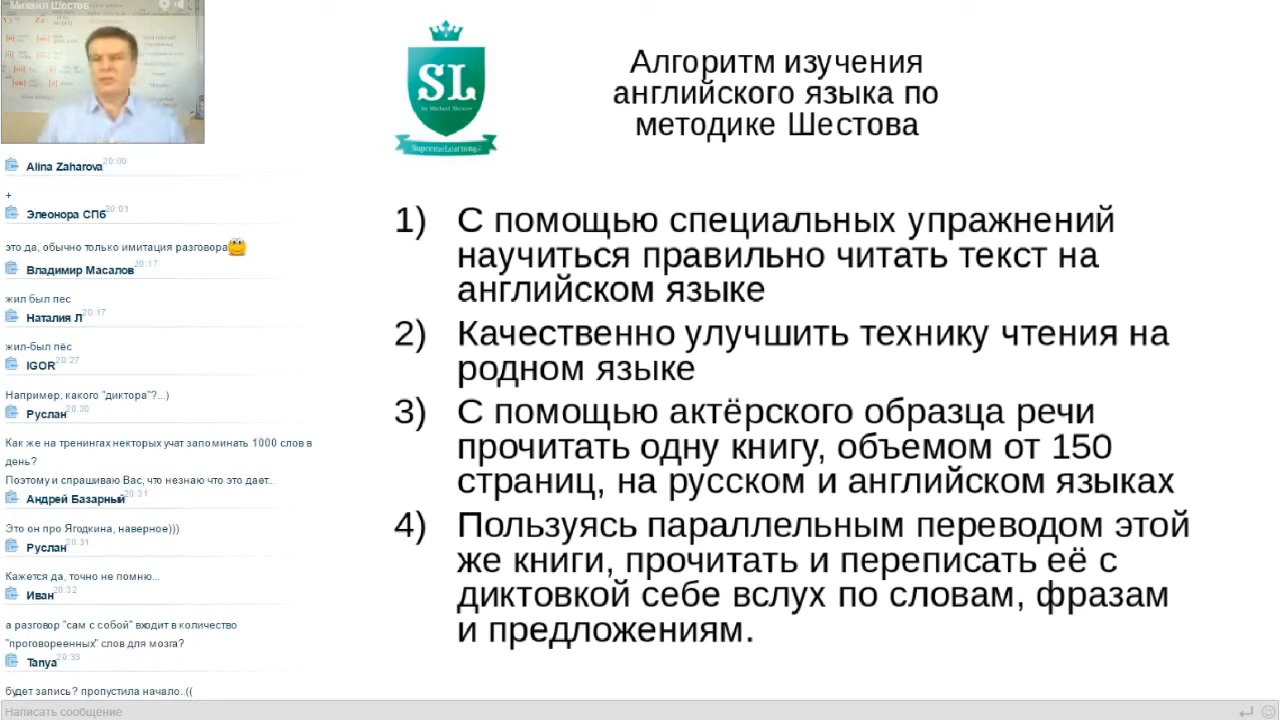 Михаил Шестов
SL
by Michael Shestov
SupremeLearning
Алгоритм изучения
английского языка по
методике Шестова
1) С помощью специальных упражнений
научиться правильно читать текст на
английском языке
2) Качественно улучшить технику чтения на
родном языке
3) С помощью актёрского образца речи
прочитать одну книгу, объемом от 150
страниц, на русском и английском языках
4) Пользуясь параллельным переводом этой
же книги, прочитать и переписать её с
диктовкой себе вслух по словам, фразам
и предложениям.
Alina Zaharova 20:00
+
Элеонора СПб 20:01
это да, обычно только имитация разговора
Владимир Масалов 20:17
жил был пес
Наталия Л 20:17
жил-был пёс
IGOR 20:27
Например, какого "диктора"?...)
Руслан 20:30
Как же на тренингах некторых учат запоминать 1000 слов в
день?
Поэтому и спрашиваю Вас, что незнаю что это дает...
Андрей Базарный 20:31
Это он про Ягодкина, наверное)))
Руслан 20:31
Кажется да, точно не помню...
Иван 20:32
а разговор "сам с собой" входит в количество
"проговореенных" слов для мозга?
Tanya 20:33
будет запись? пропустила начало..((
Написать сообщение